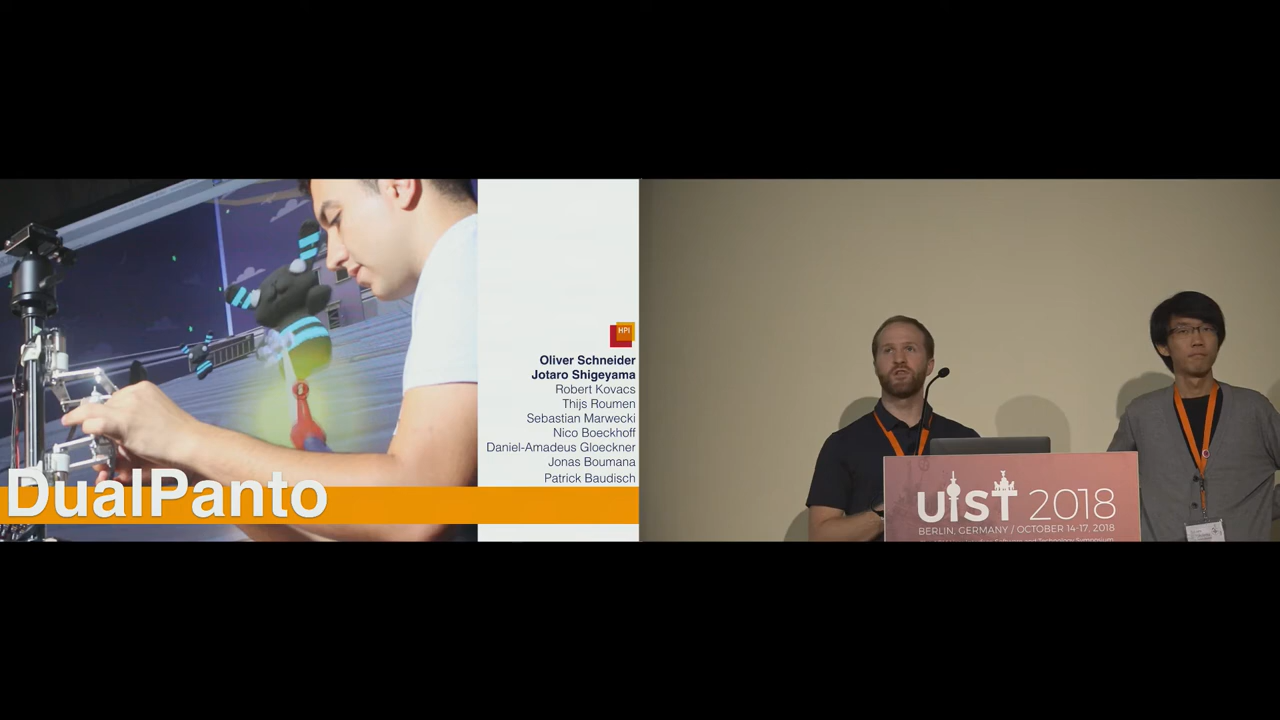 HPI
Oliver Schneider
Jotaro Shigeyama
Robert Kovacs
Thijs Roumen
Sebastian Marwecki
Nico Boeckhoff
Daniel-Amadeus Gloeckner
Jonas Boumana
Patrick Baudisch
DualPanto
UIST 2018
BERLIN, GERMANY / OCTOBER 14-17, 2018